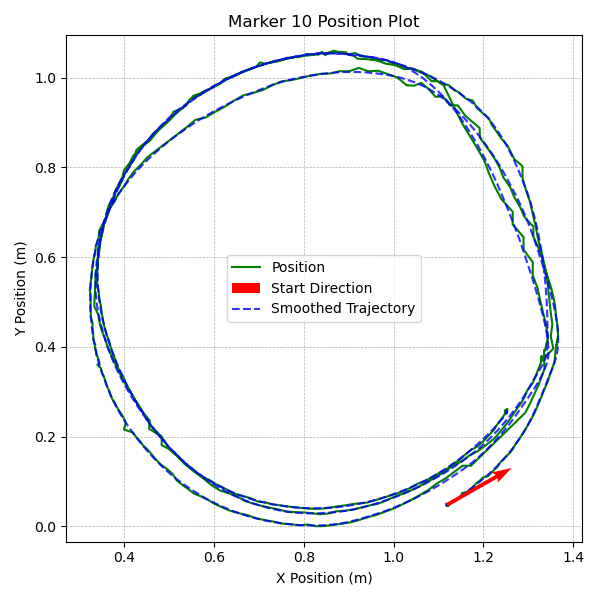 Marker 10 Position Plot
Y Position (m)
1.0
0.8
0.6
0.4
0.2
0.0
Position
Start Direction
Smoothed Trajectory
0.4 0.6 0.8 1.0 1.2 1.4
X Position (m)